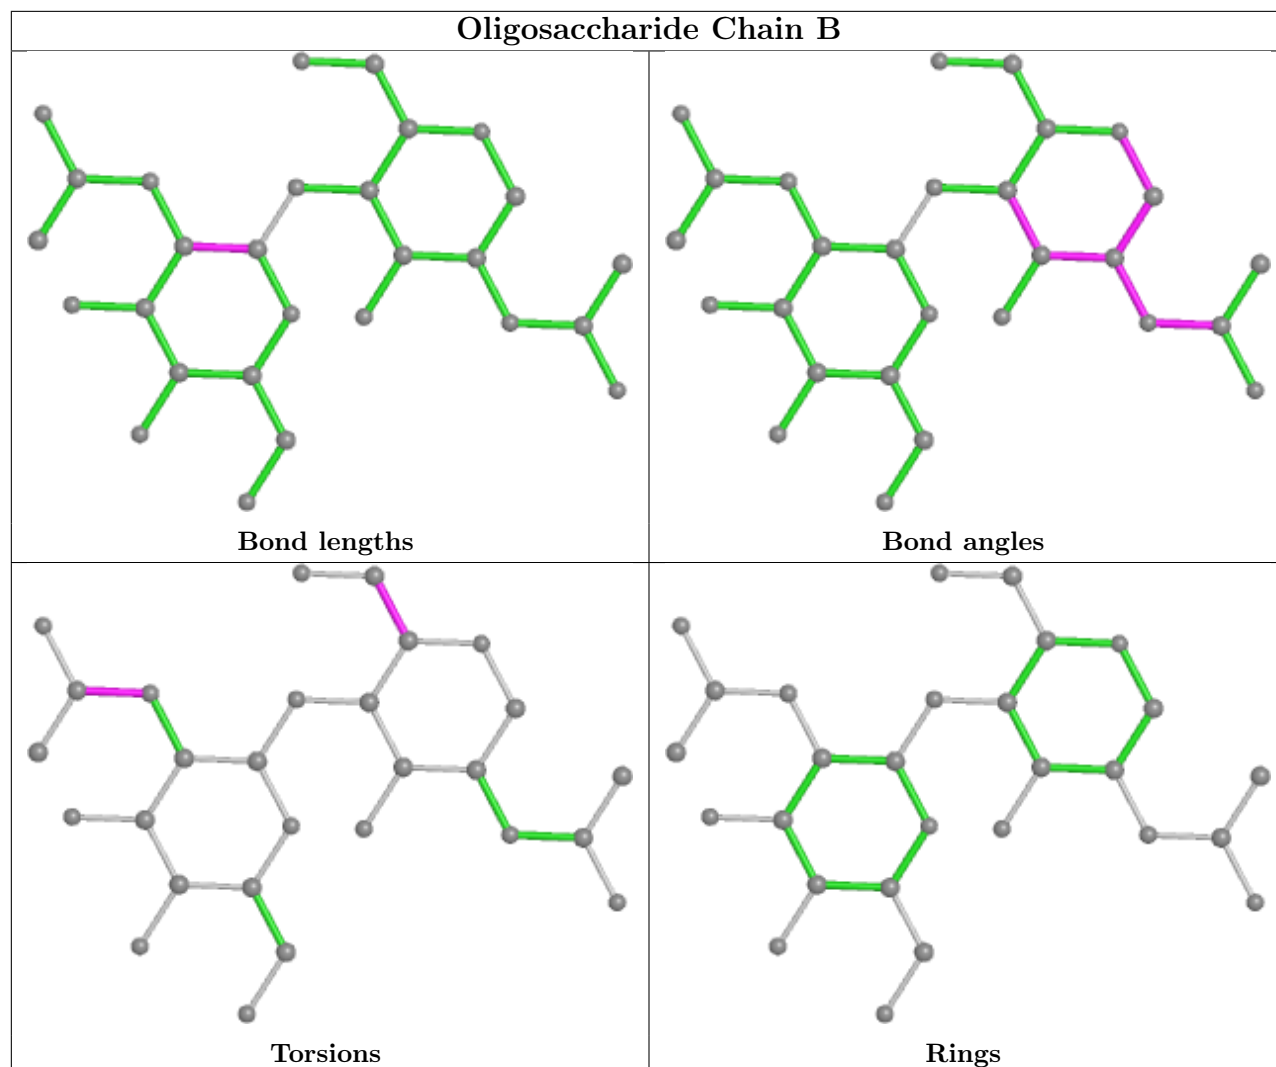 Oligosaccharide Chain B
Bond lengths
Bond angles
Torsions
Rings